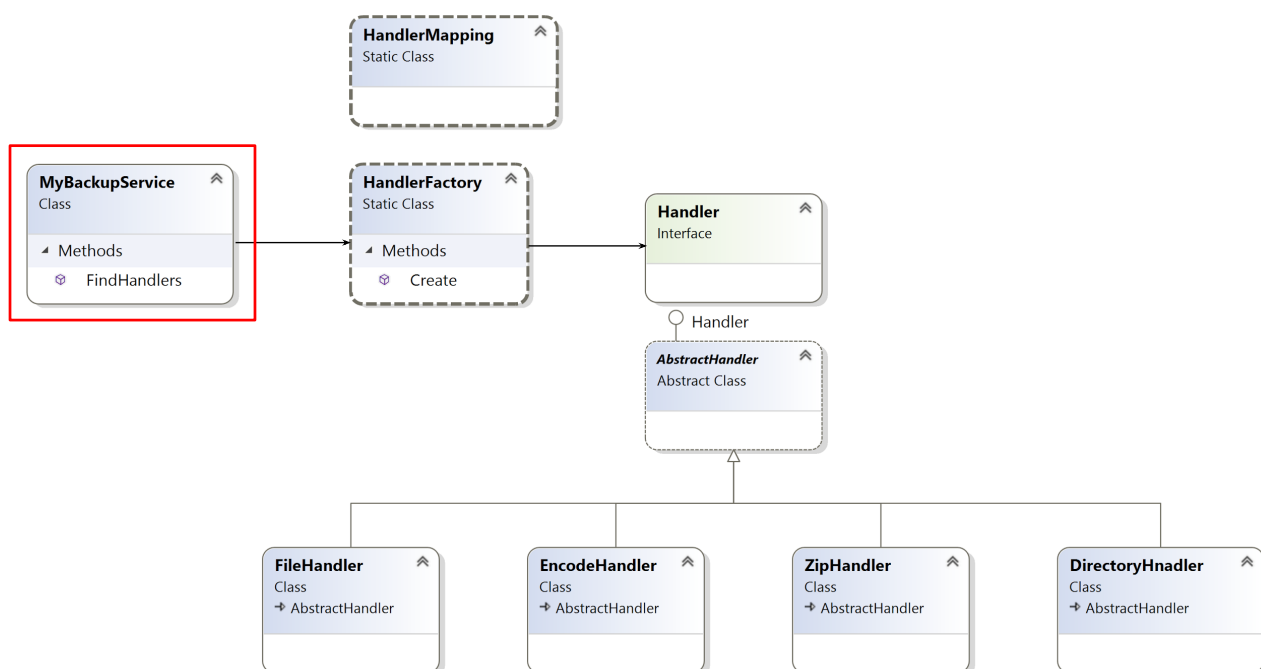 HandlerMapping
Static Class
MyBackupService
Class
Methods
FindHandlers
HandlerFactory
Static Class
Methods
Create
Handler
Interface
Handler
AbstractHandler
Abstract Class
FileHandler
Class
AbstractHandler
EncodeHandler
Class
AbstractHandler
ZipHandler
Class
AbstractHandler
DirectoryHnadler
Class
AbstractHandler